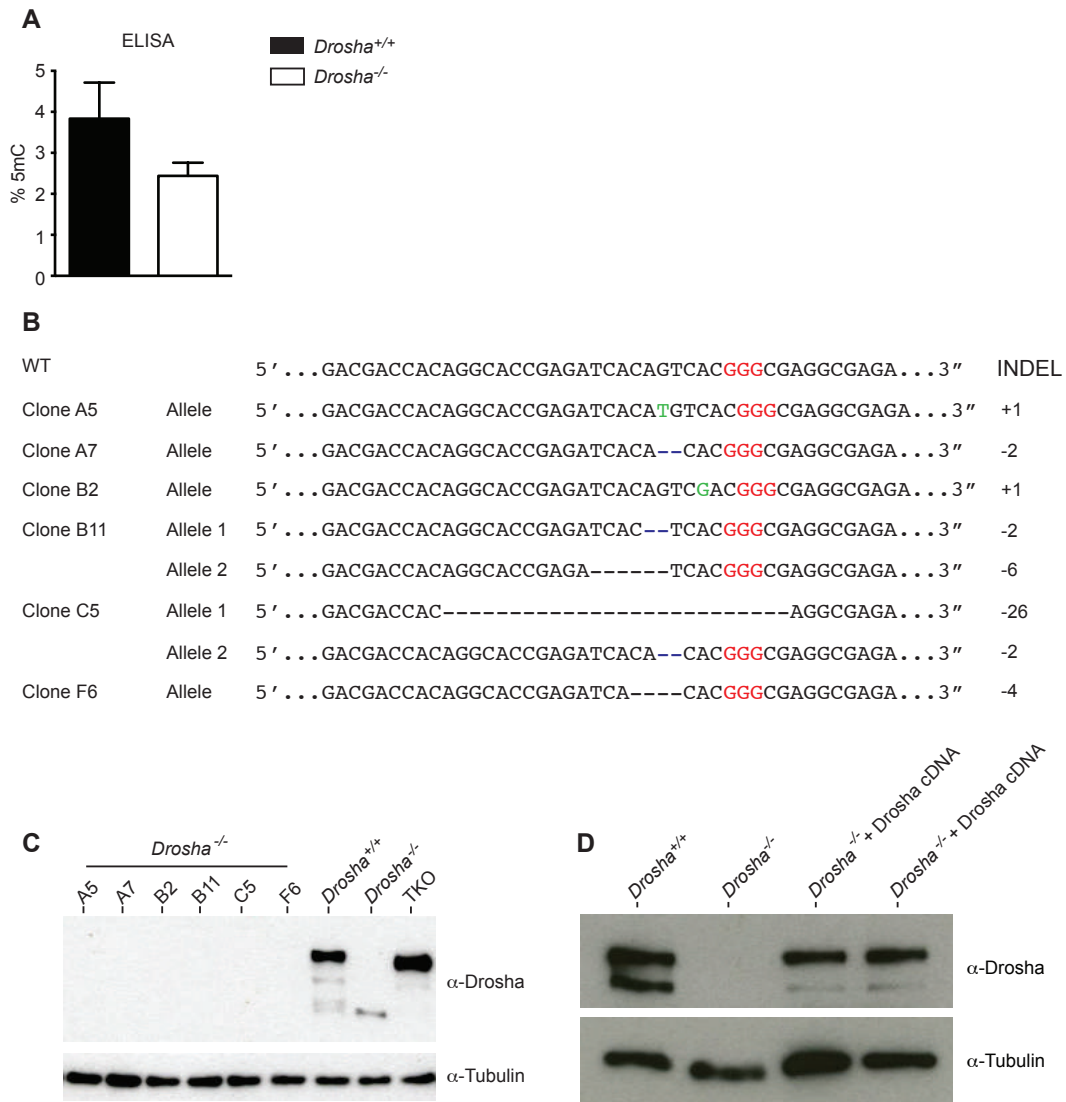 A
ELISA
Drosha+/+
Drosha-/-
% 5mC
5
4
3
2
1
0
B
WT 5′...GACGACCACAGGCACCGAGATCACAGTCACGGGCGAGGCGAGA...3″ INDEL
Clone A5 Allele 5′...GACGACCACAGGCACCGAGATCACATGTCACGGGCGAGGCGAGA...3″ +1
Clone A7 Allele 5′...GACGACCACAGGCACCGAGATCACA--CACGGGCGAGGCGAGA...3″ -2
Clone B2 Allele 5′...GACGACCACAGGCACCGAGATCACAGTCGACGGGCGAGGCGAGA...3″ +1
Clone B11 Allele 1 5′...GACGACCACAGGCACCGAGATCAC--TCACGGGCGAGGCGAGA...3″ -2
Allele 2 5′...GACGACCACAGGCACCGAGA------TCACGGGCGAGGCGAGA...3″ -6
Clone C5 Allele 1 5′...GACGACCAC--------------------------AGGCGAGA...3″ -26
Allele 2 5′...GACGACCACAGGCACCGAGATCACA--CACGGGCGAGGCGAGA...3″ -2
Clone F6 Allele 5′...GACGACCACAGGCACCGAGATCA----CACGGGCGAGGCGAGA...3″ -4
C
Drosha-/-
A5 A7 B2 B11 C5 F6 Drosha+/+ Drosha-/- TKO
α-Drosha
α-Tubulin
D
Drosha+/+ Drosha-/- Drosha-/- + Drosha cDNA Drosha-/- + Drosha cDNA
α-Drosha
α-Tubulin